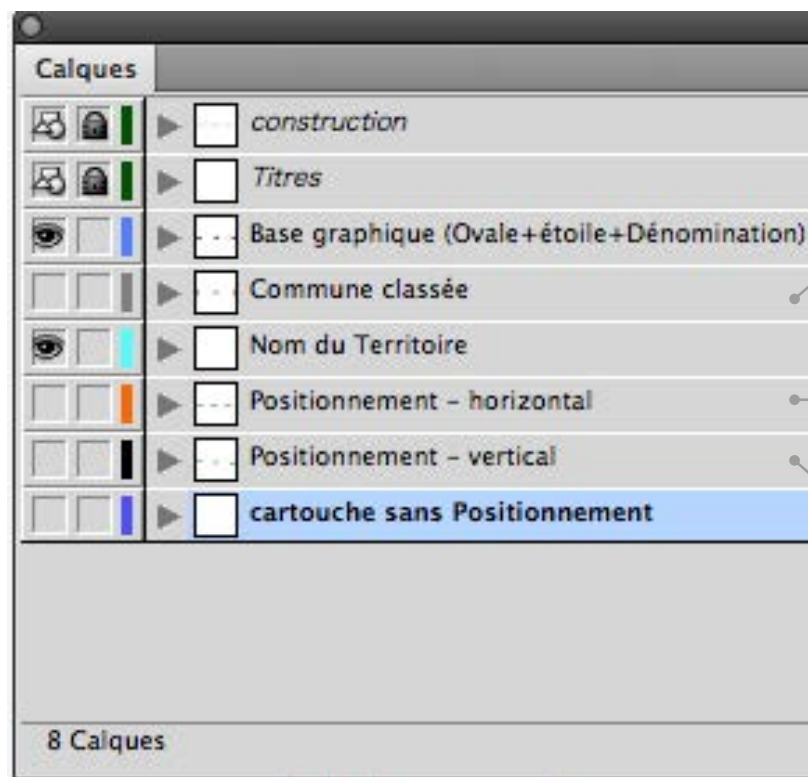 Calques
construction
Titres
Base graphique (Ovale+étoile+Dénomination)
Commune classée
Nom du Territoire
Positionnement – horizontal
Positionnement – vertical
cartouche sans Positionnement
8 Calques